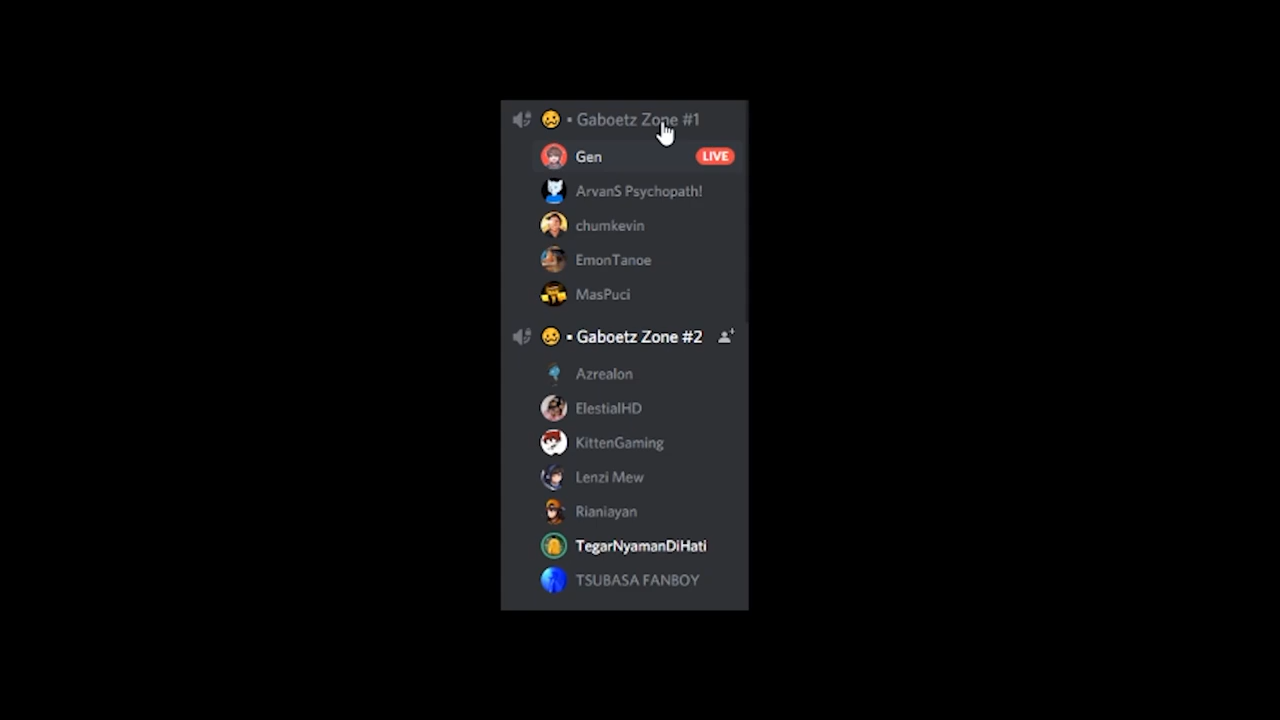 ▪ Gaboetz Zone #1
Gen LIVE
ArvanS Psychopath!
chumkevin
EmonTanoe
MasPuci
▪ Gaboetz Zone #2
Azrealon
ElestialHD
KittenGaming
Lenzi Mew
Rianiayan
TegarNyamanDiHati
TSUBASA FANBOY